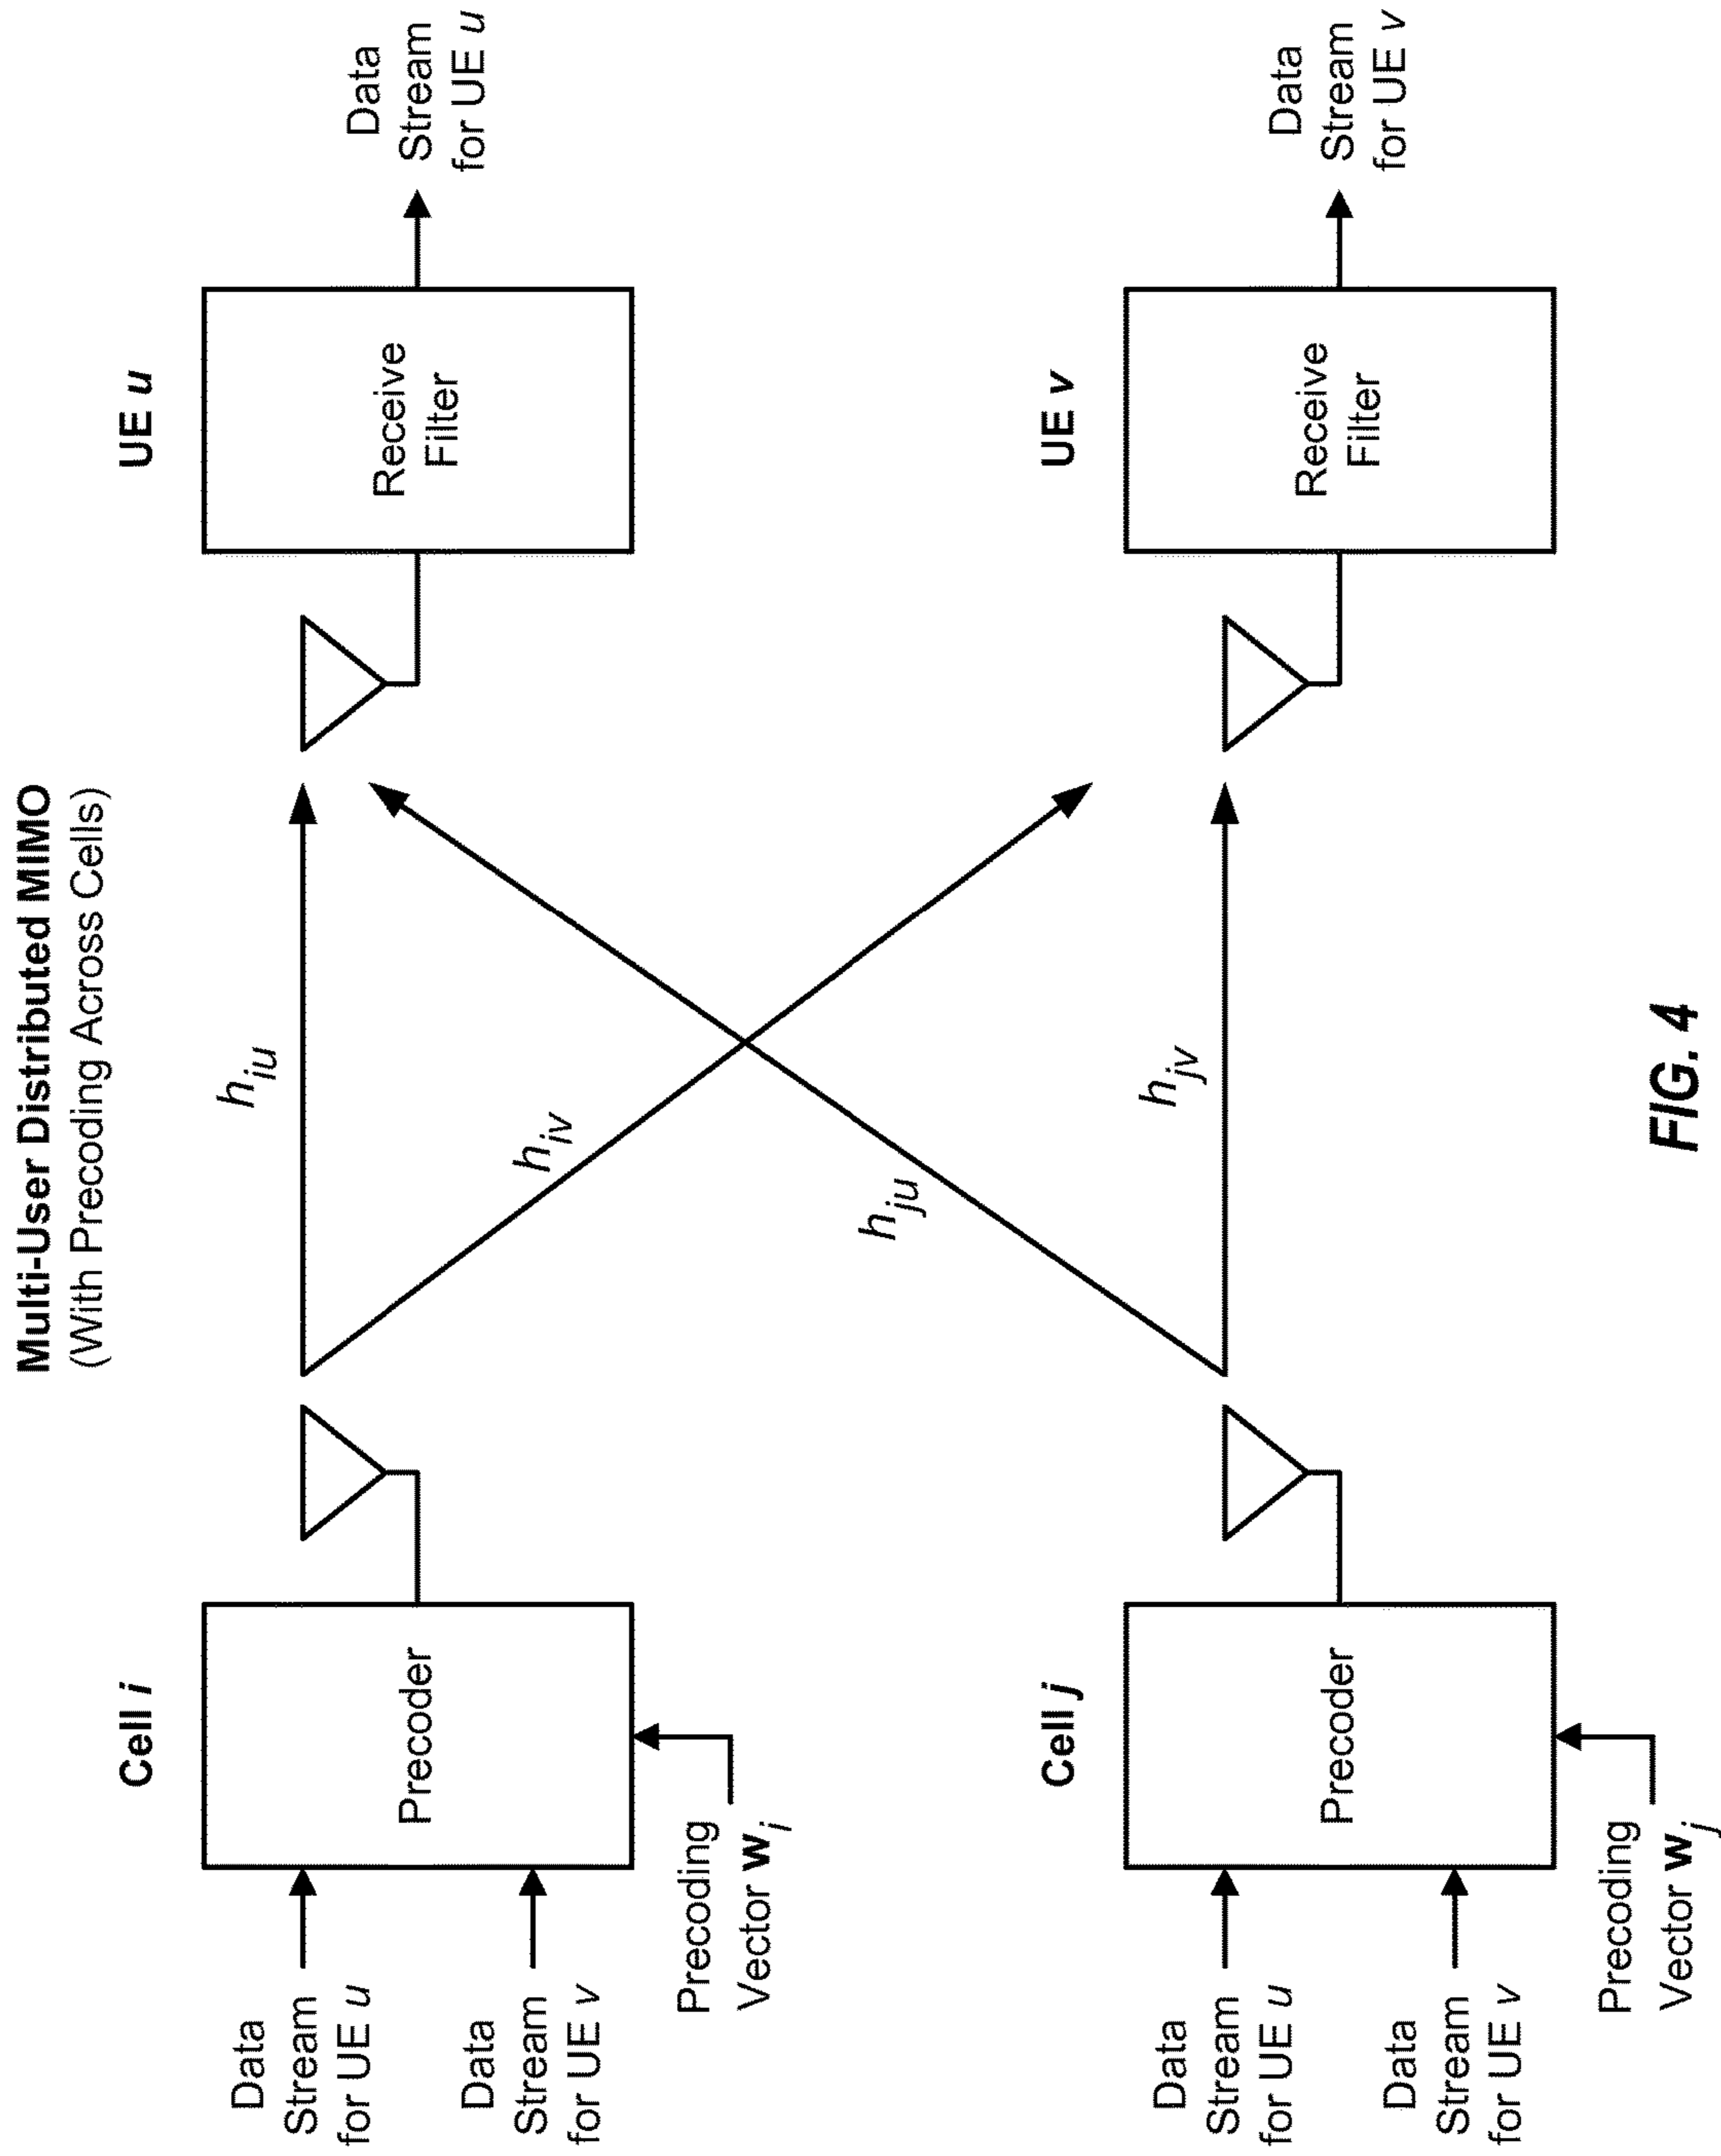 Multi-User Distributed MIMO
(With Precoding Across Cells)
Cell i
UE u
Data
Stream
for UE u
Data
Stream
for UE v
Precoder
Precoding
Vector w_i
h_iu
h_iv
Receive
Filter
Data
Stream
for UE u
Cell j
UE v
Data
Stream
for UE u
Data
Stream
for UE v
Precoder
Precoding
Vector w_j
h_ju
h_jv
Receive
Filter
Data
Stream
for UE v
FIG. 4